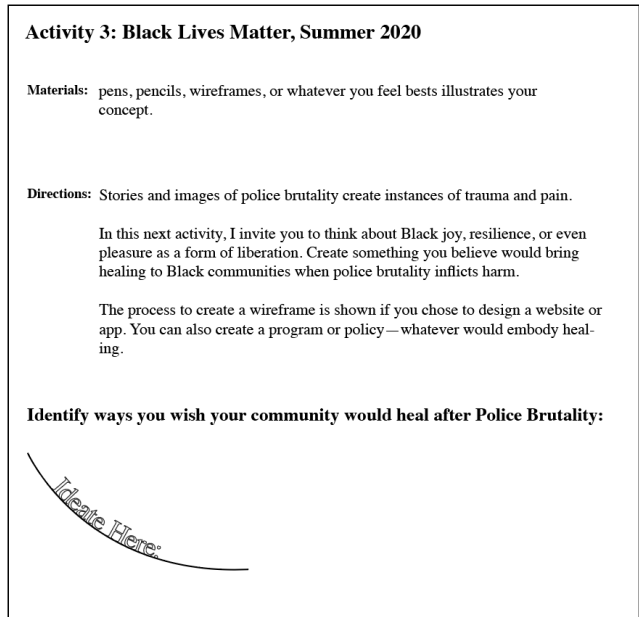 Activity 3: Black Lives Matter, Summer 2020
Materials: pens, pencils, wireframes, or whatever you feel bests illustrates your
concept.
Directions: Stories and images of police brutality create instances of trauma and pain.
In this next activity, I invite you to think about Black joy, resilience, or even
pleasure as a form of liberation. Create something you believe would bring
healing to Black communities when police brutality inflicts harm.
The process to create a wireframe is shown if you chose to design a website or
app. You can also create a program or policy—whatever would embody heal-
ing.
Identify ways you wish your community would heal after Police Brutality:
Ideate Here: